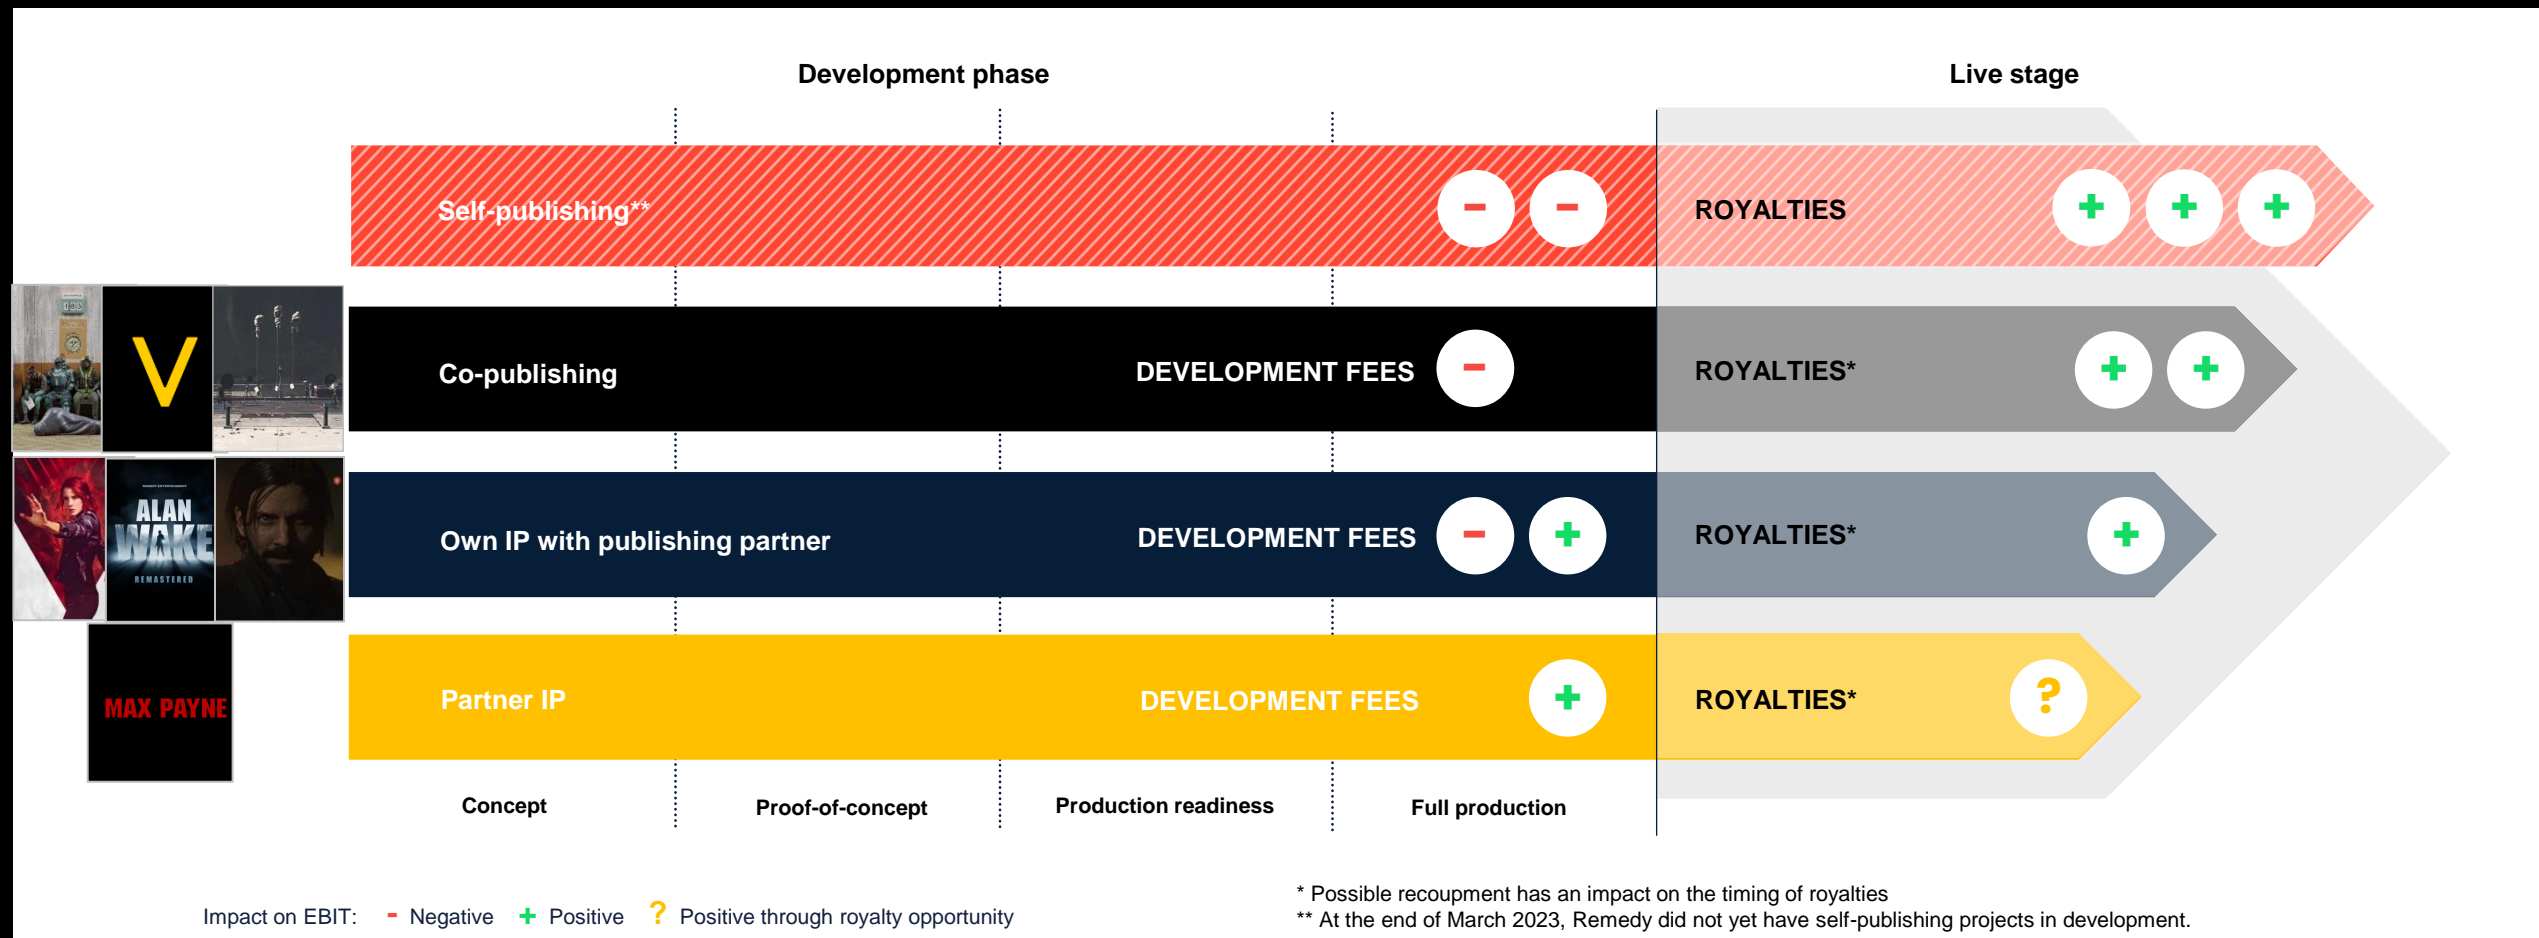 Development phase
Live stage
Self-publishing**
- -
ROYALTIES
+ + +
V
Co-publishing
DEVELOPMENT FEES
-
ROYALTIES*
+ +
ALAN
WAKE
REMASTERED
Own IP with publishing partner
DEVELOPMENT FEES
- +
ROYALTIES*
+
MAX PAYNE
Partner IP
DEVELOPMENT FEES
+
ROYALTIES*
?
Concept
Proof-of-concept
Production readiness
Full production
Impact on EBIT: - Negative + Positive ? Positive through royalty opportunity
* Possible recoupment has an impact on the timing of royalties
** At the end of March 2023, Remedy did not yet have self-publishing projects in development.